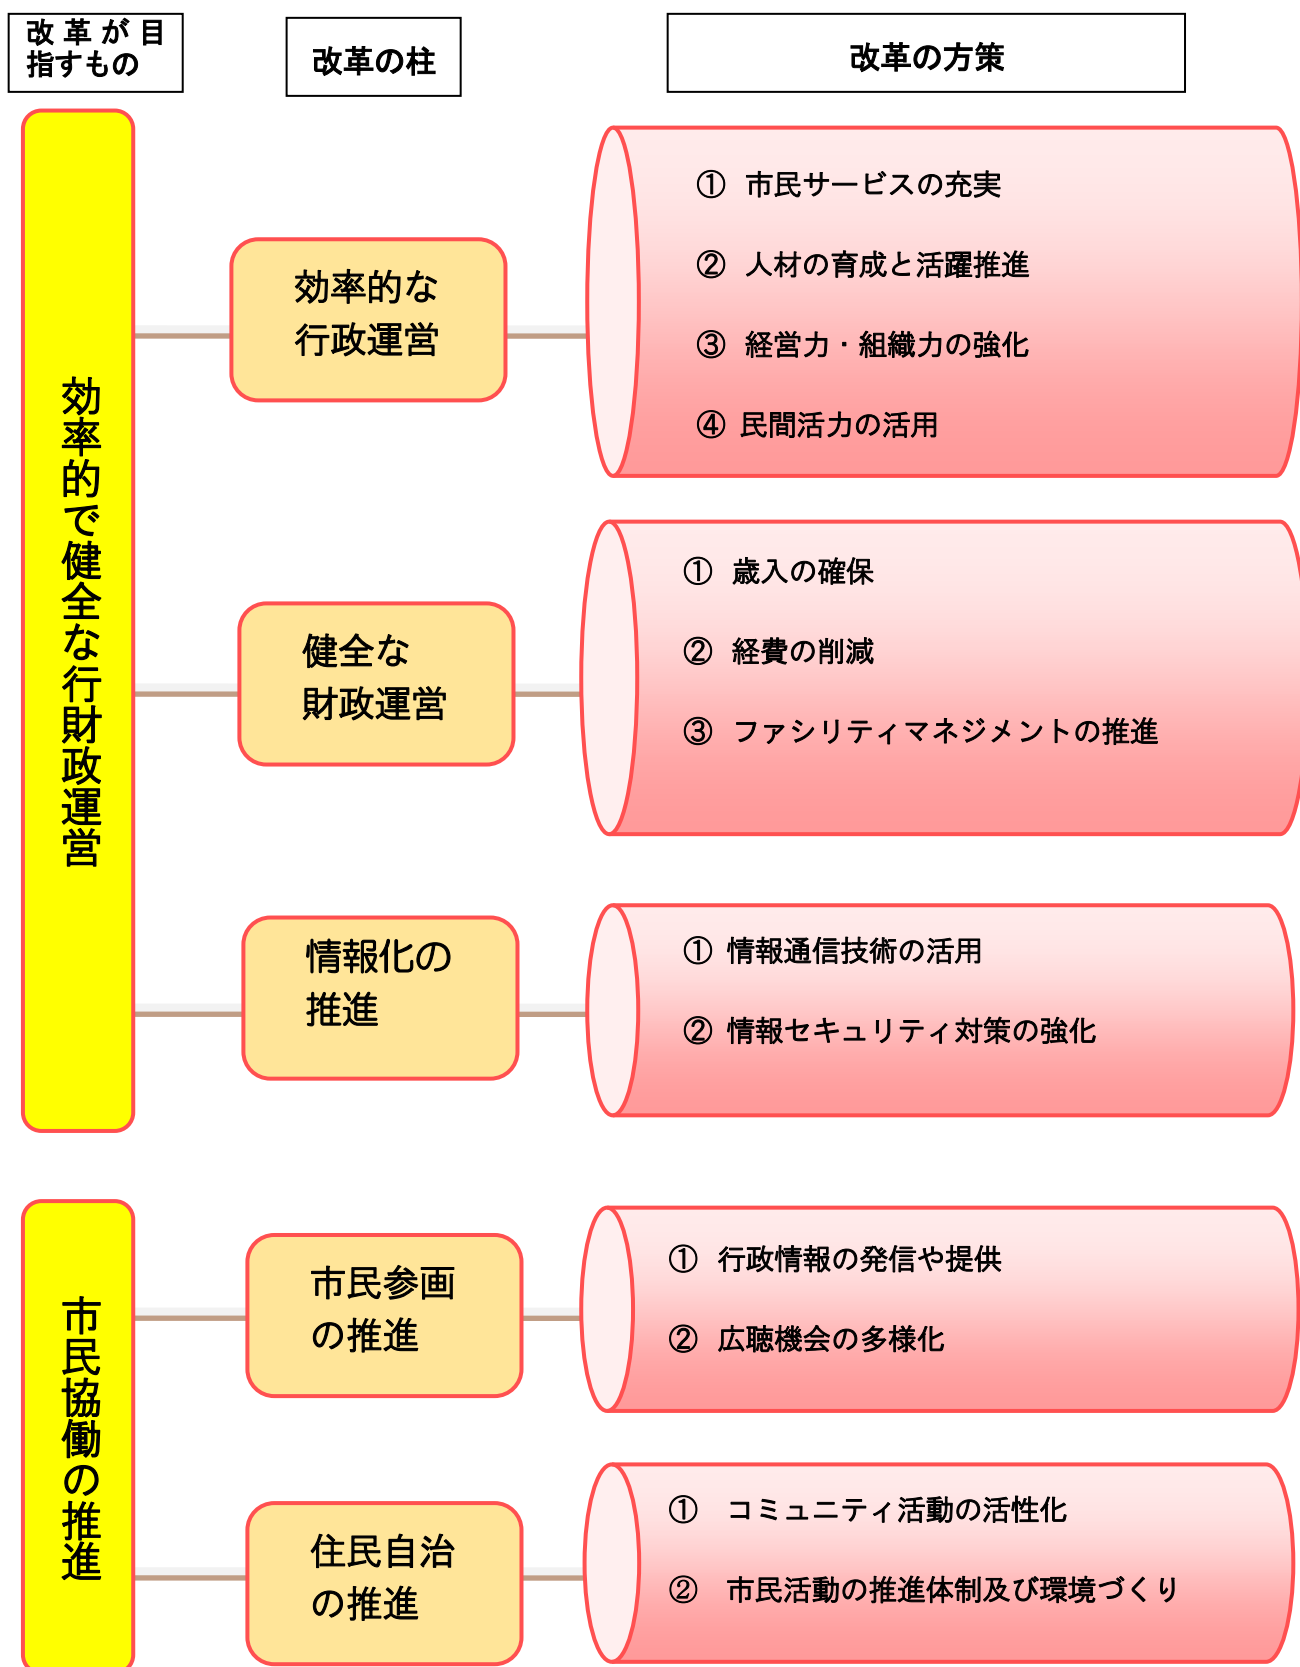 改革が目
指すもの
改革の柱
改革の方策
効率的で健全な行財政運営
効率的な
行政運営
① 市民サービスの充実
② 人材の育成と活躍推進
③ 経営力・組織力の強化
④ 民間活力の活用
健全な
財政運営
① 歳入の確保
② 経費の削減
③ ファシリティマネジメントの推進
情報化の
推進
① 情報通信技術の活用
② 情報セキュリティ対策の強化
市民協働の推進
市民参画
の推進
① 行政情報の発信や提供
② 広聴機会の多様化
住民自治
の推進
① コミュニティ活動の活性化
② 市民活動の推進体制及び環境づくり